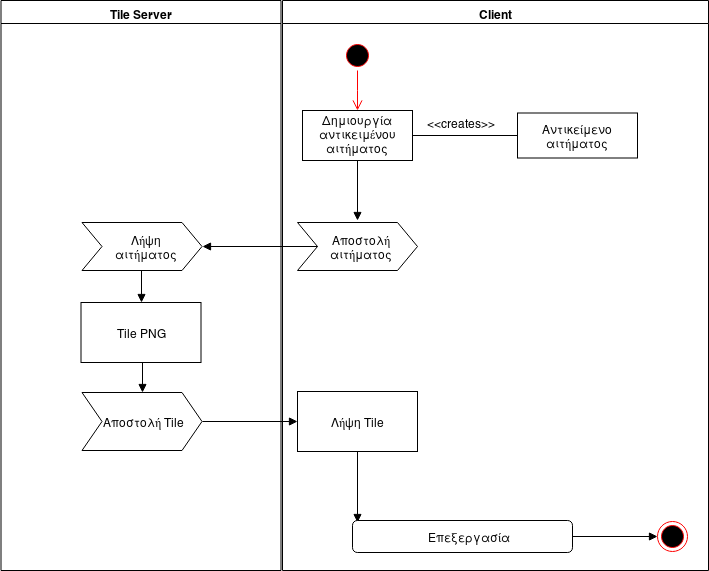 Tile Server
Client
Δημιουργία
αντικειμένου
αιτήματος
<<creates>>
Αντικείμενο
αιτήματος
Λήψη
αιτήματος
Αποστολή
αιτήματος
Tile PNG
Αποστολή Tile
Λήψη Tile
Επεξεργασία